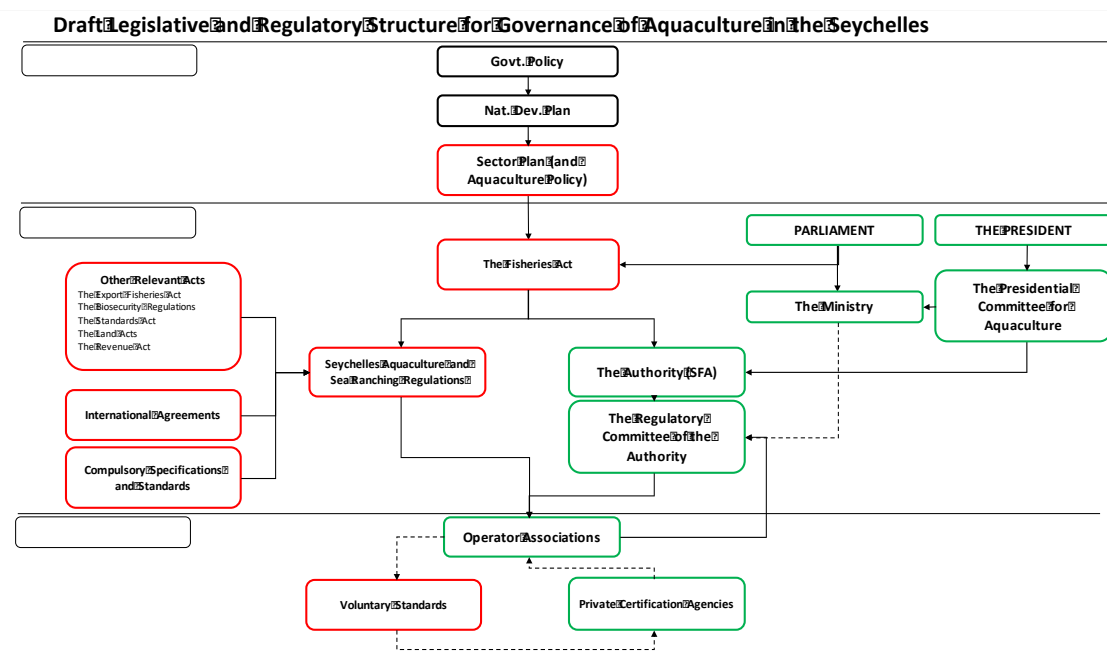 Draft Legislative and Regulatory Structure for Governance of Aquaculture in the Seychelles
Govt. Policy
Nat. Dev. Plan
Sector Plan (and
Aquaculture Policy)
PARLIAMENT
THE PRESIDENT
The Fisheries Act
Other Relevant Acts
The Export Fisheries Act
The Biosecurity Regulations
The Standards Act
The Land Acts
The Revenue Act
The Ministry
The Presidential
Committee for
Aquaculture
Seychelles Aquaculture and
Sea Ranching Regulations
The Authority (SFA)
International Agreements
The Regulatory
Committee of the
Authority
Compulsory Specifications
and Standards
Operator Associations
Voluntary Standards
Private Certification Agencies